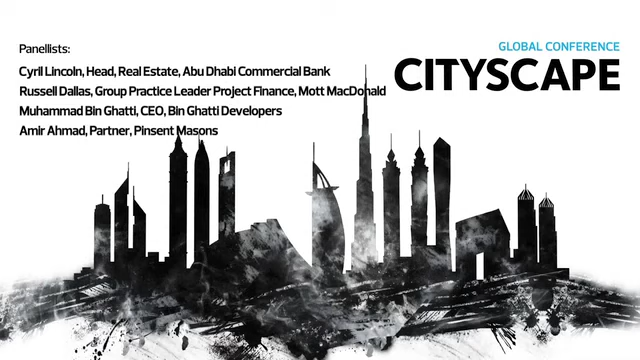 Panellists:
Cyril Lincoln, Head, Real Estate, Abu Dhabi Commercial Bank
Russell Dallas, Group Practice Leader Project Finance, Mott MacDonald
Muhammad Bin Ghatti, CEO, Bin Ghatti Developers
Amir Ahmad, Partner, Pinsent Masons
GLOBAL CONFERENCE
CITYSCAPE